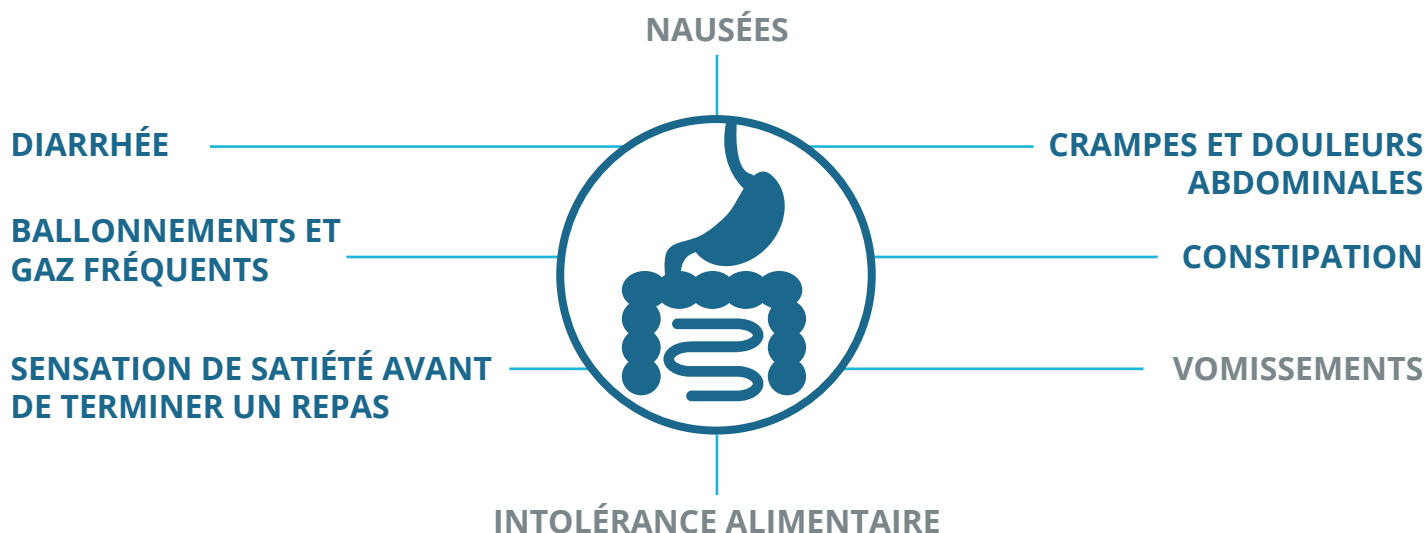 NAUSÉES
DIARRHÉE
CRAMPES ET DOULEURS
ABDOMINALES
BALLONNEMENTS ET
GAZ FRÉQUENTS
CONSTIPATION
SENSATION DE SATIÉTÉ AVANT
DE TERMINER UN REPAS
VOMISSEMENTS
INTOLÉRANCE ALIMENTAIRE